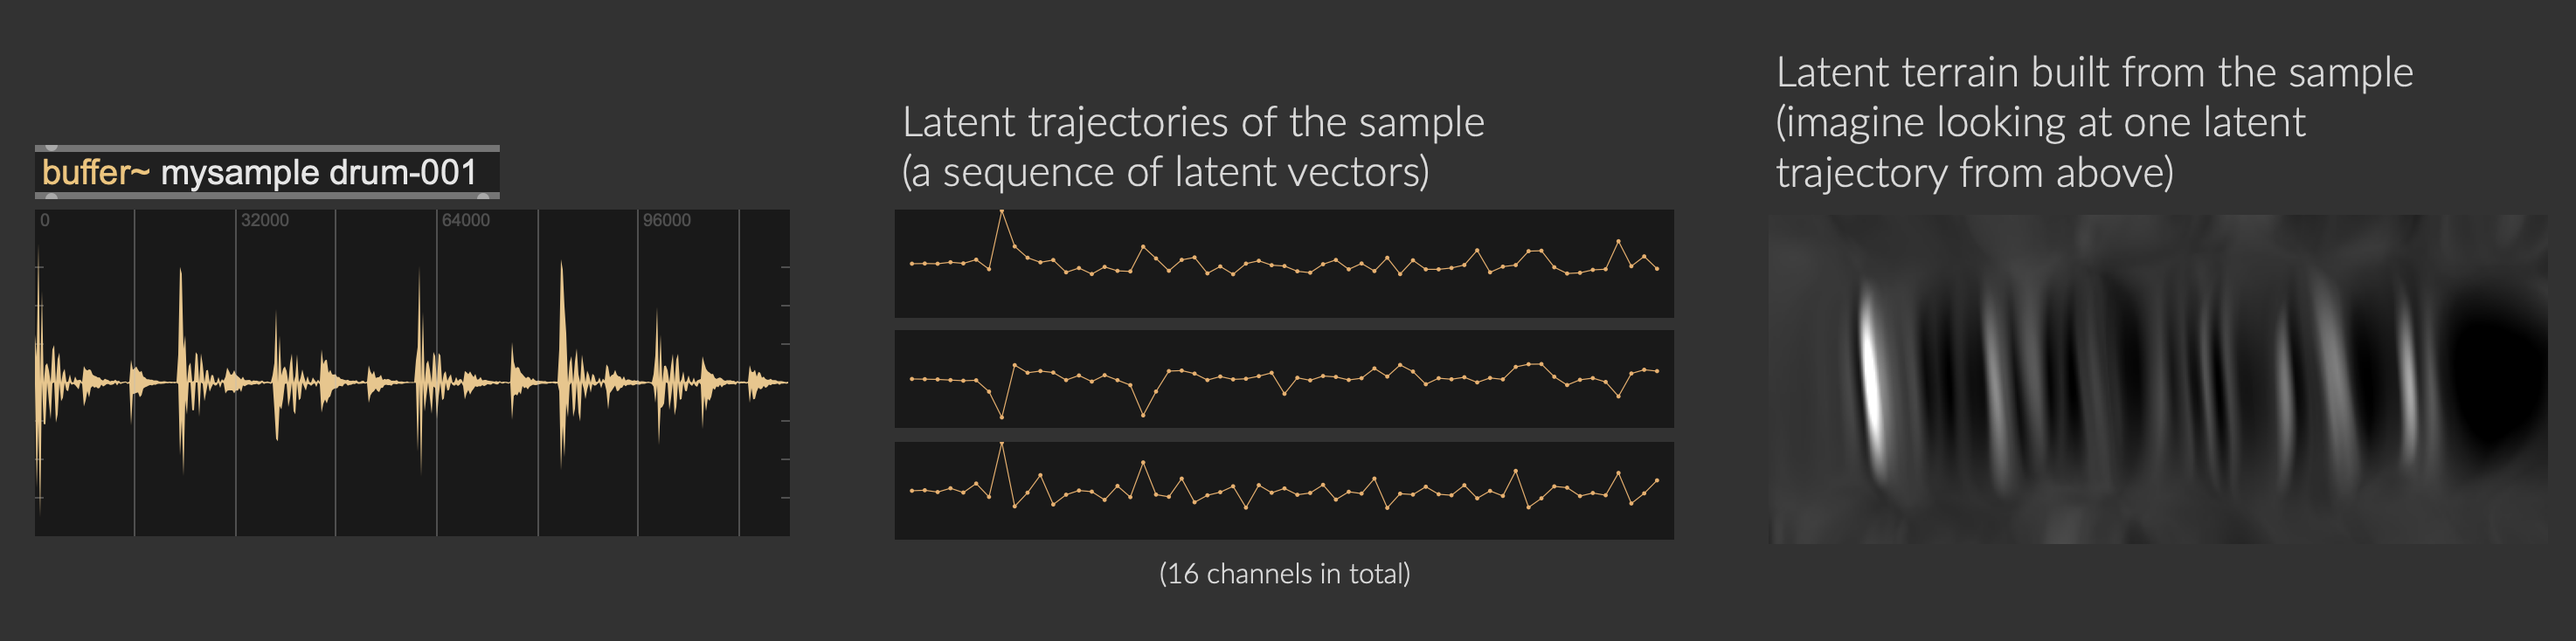 buffer~ mysample drum-001
0 32000 64000 96000
Latent trajectories of the sample
(a sequence of latent vectors)
(16 channels in total)
Latent terrain built from the sample
(imagine looking at one latent
trajectory from above)